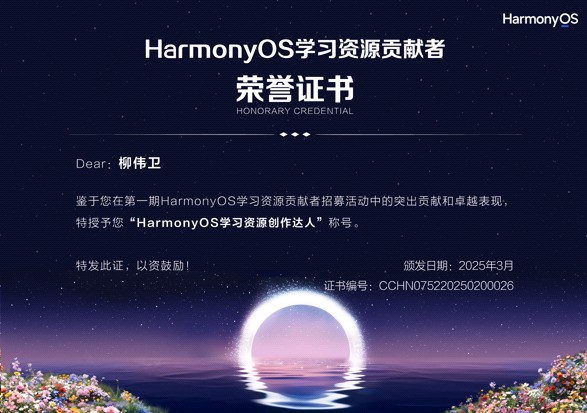 HarmonyOS
HarmonyOS学习资源贡献者
荣誉证书
HONORARY CREDENTIAL
Dear：柳伟卫
鉴于您在第一期HarmonyOS学习资源贡献者招募活动中的突出贡献和卓越表现，
特授予您“HarmonyOS学习资源创作达人”称号。
特发此证，以资鼓励！
颁发日期：2025年3月
证书编号：CCHN075220250200026